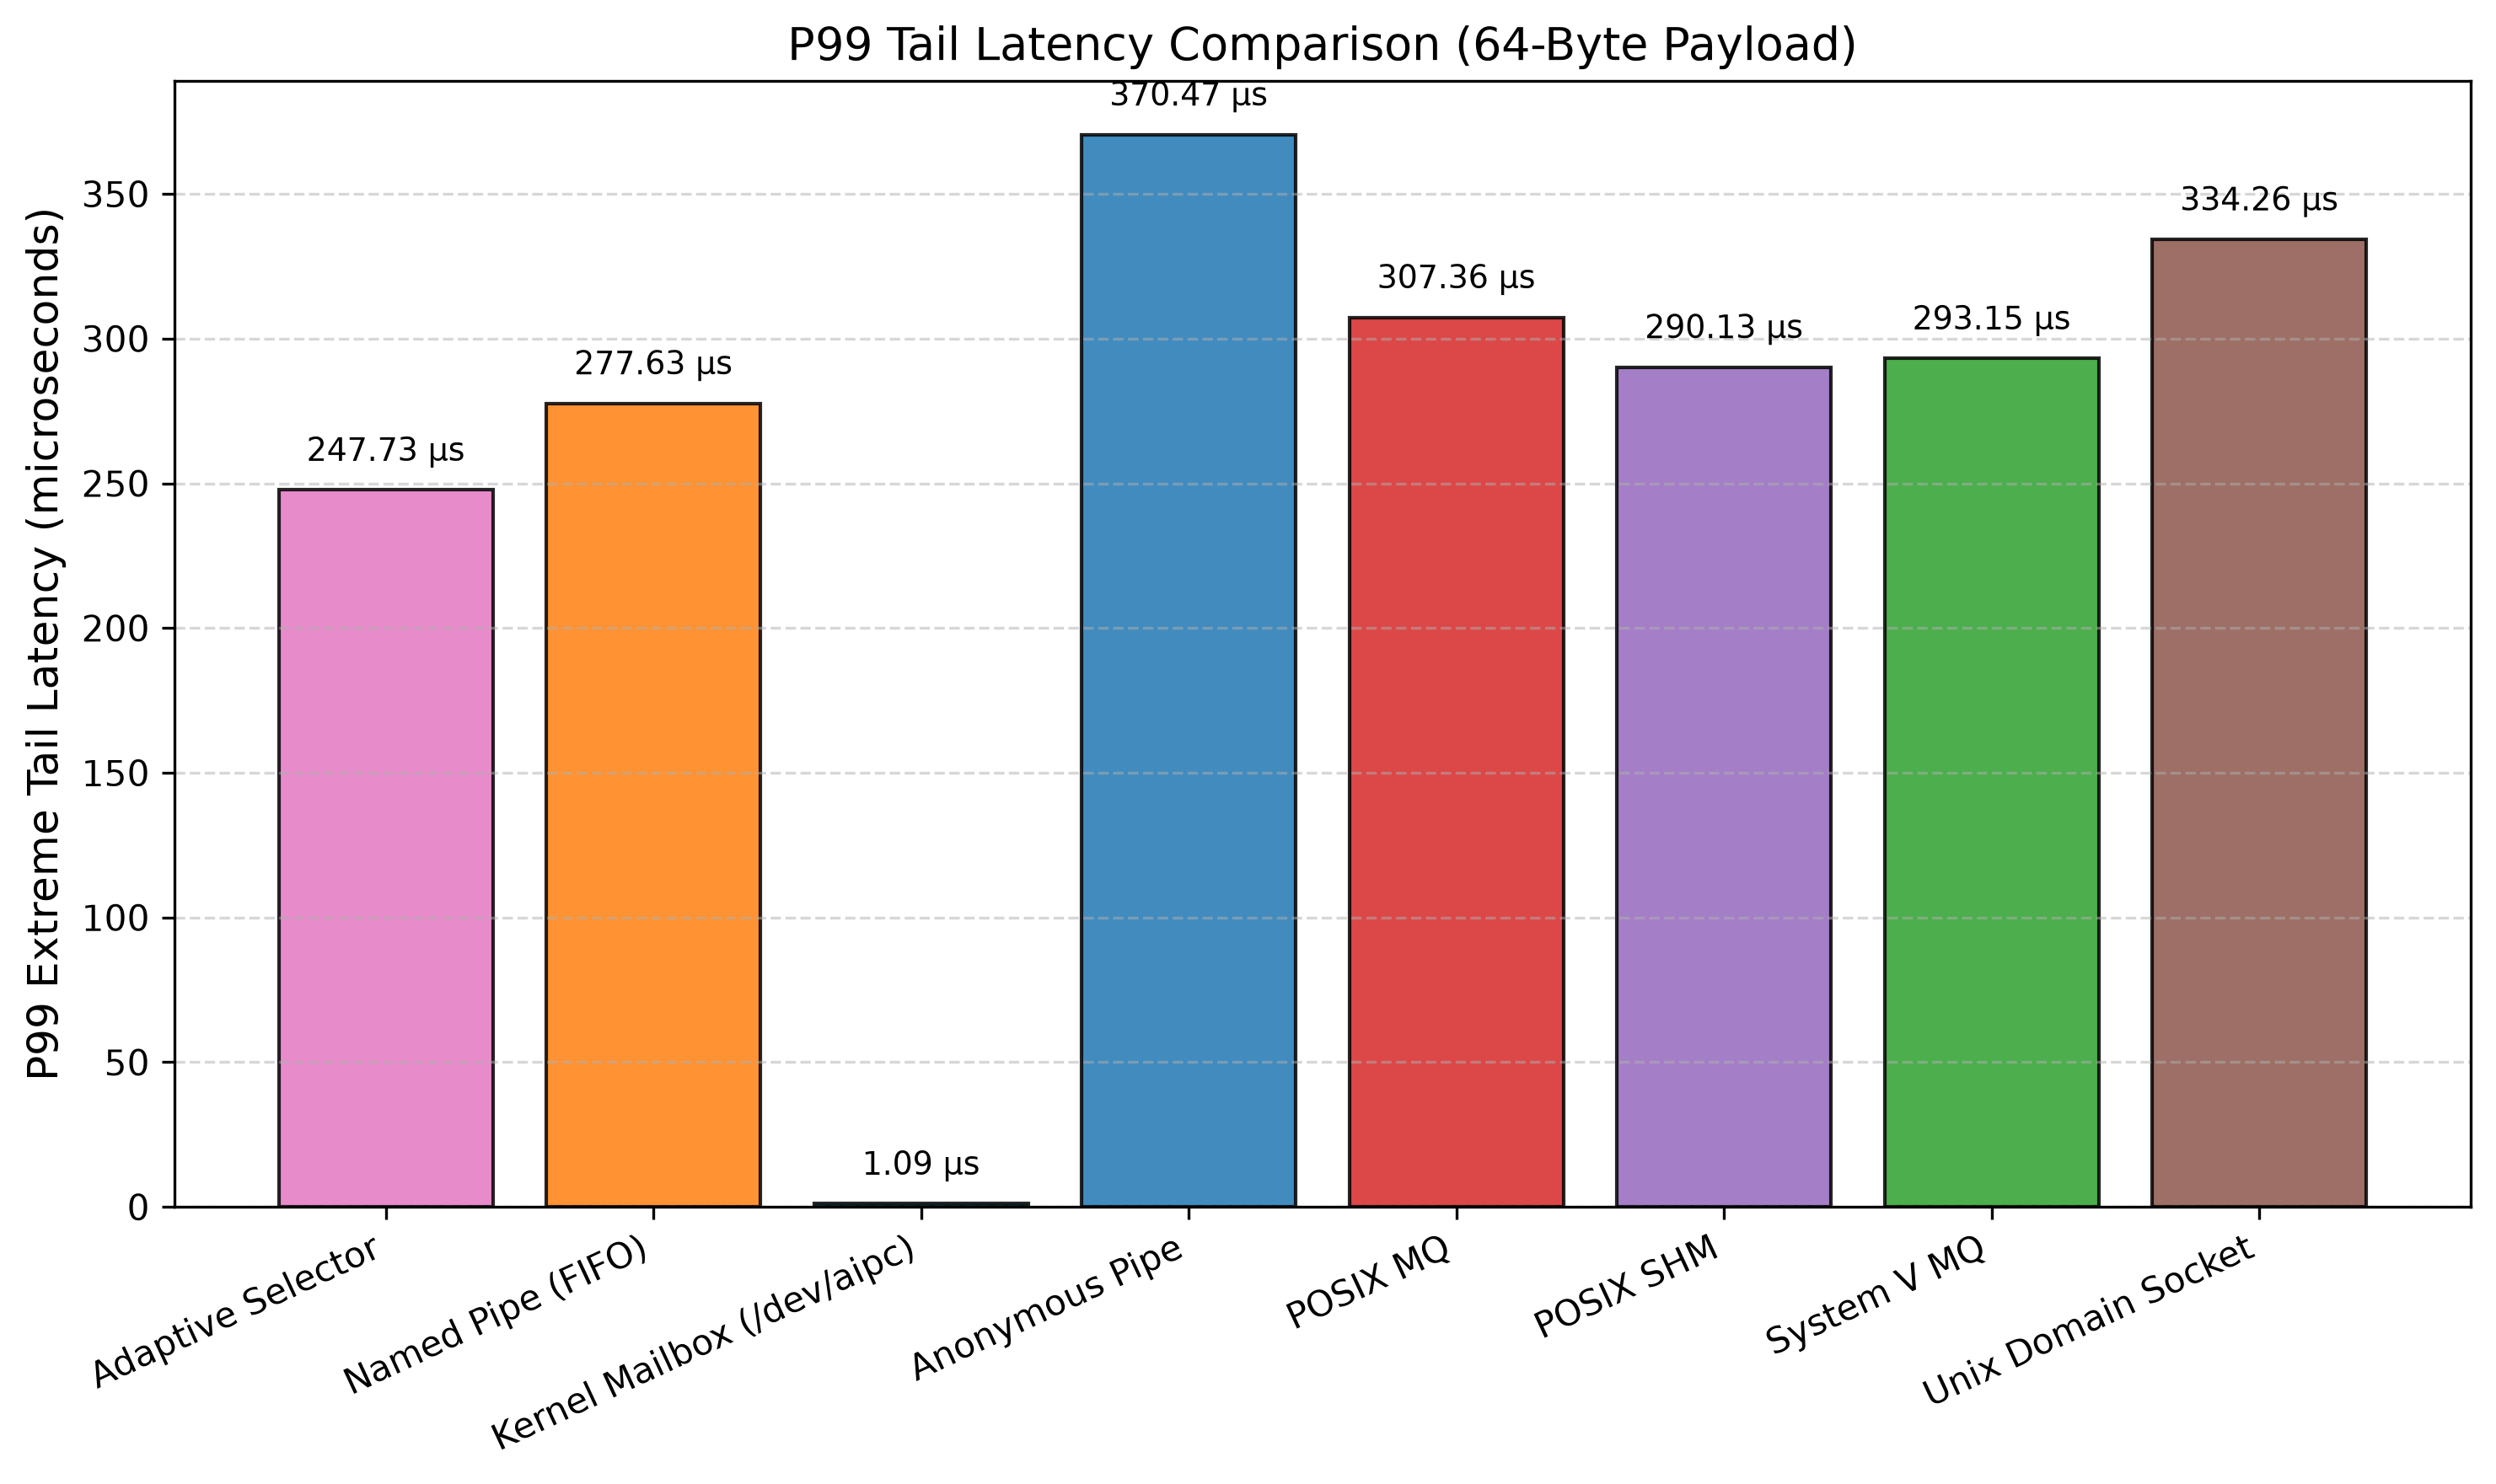 P99 Tail Latency Comparison (64-Byte Payload)
P99 Extreme Tail Latency (microseconds)
350
300
250
200
150
100
50
0
247.73 µs
277.63 µs
1.09 µs
370.47 µs
307.36 µs
290.13 µs
293.15 µs
334.26 µs
Adaptive Selector
Named Pipe (FIFO)
Kernel Mailbox (/dev/aipc)
Anonymous Pipe
POSIX MQ
POSIX SHM
System V MQ
Unix Domain Socket